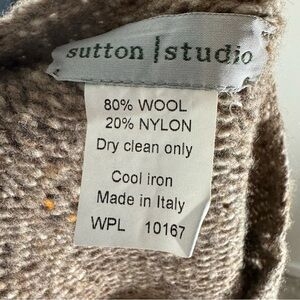 sutton|studio
80% WOOL
20% NYLON
Dry clean only
Cool iron
Made in Italy
WPL 10167